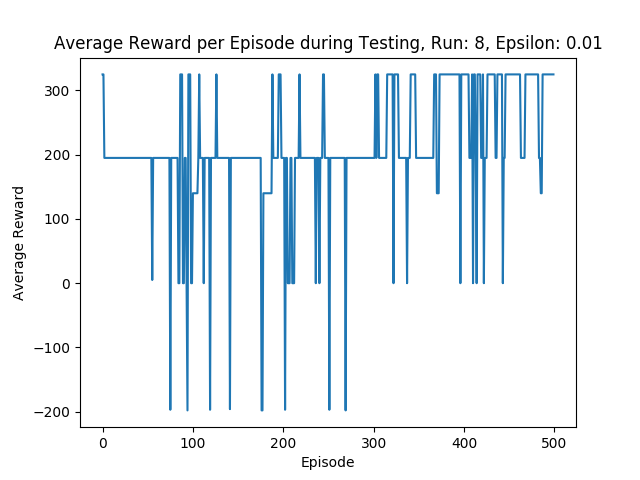 Average Reward per Episode during Testing, Run: 8, Epsilon: 0.01
Average Reward
300
200
100
0
−100
−200
0 100 200 300 400 500
Episode